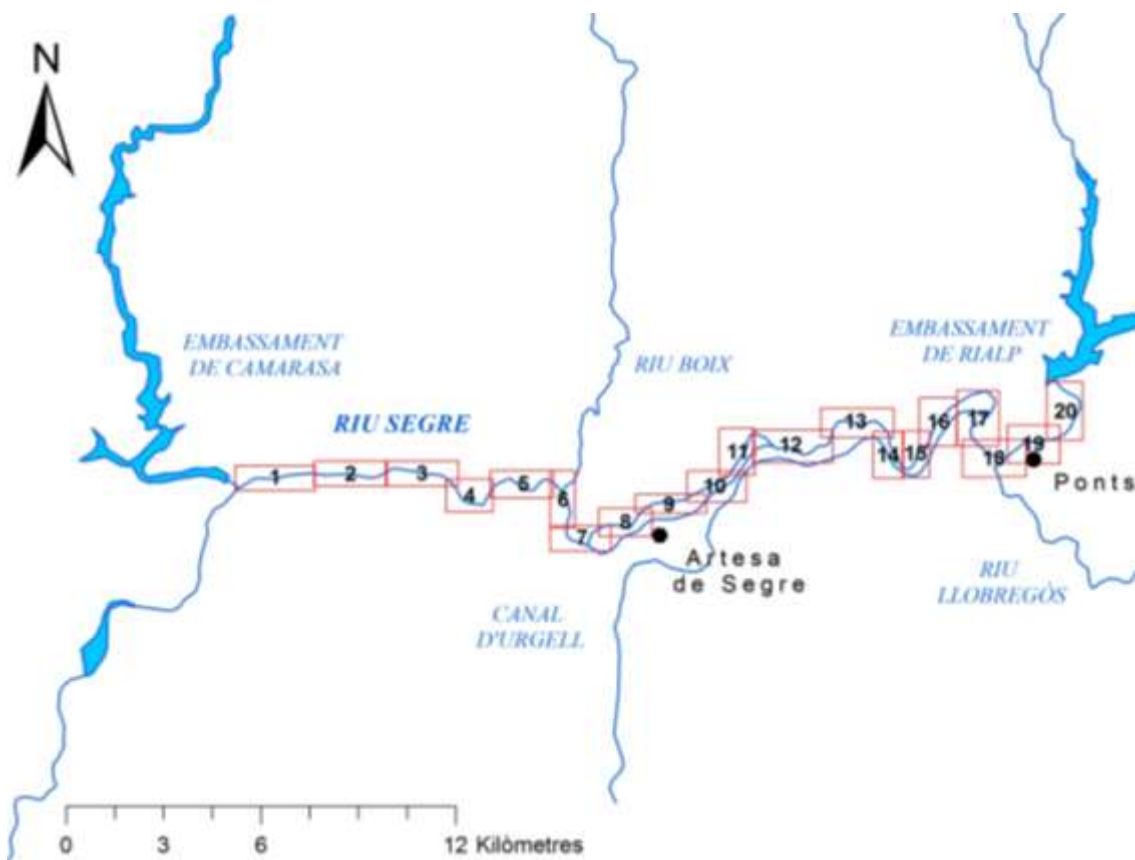 N
EMBASSAMENT
DE CAMARASA
RIU SEGRE
RIU BOIX
EMBASSAMENT
DE RIALP
1
2
3
4
5
6
7
8
9
10
11
12
13
14
15
16
17
18
19
20
Ponts
Artesa
de Segre
CANAL
D'URGELL
RIU
LLOBREGÒS
0
6
12 Kilòmetres